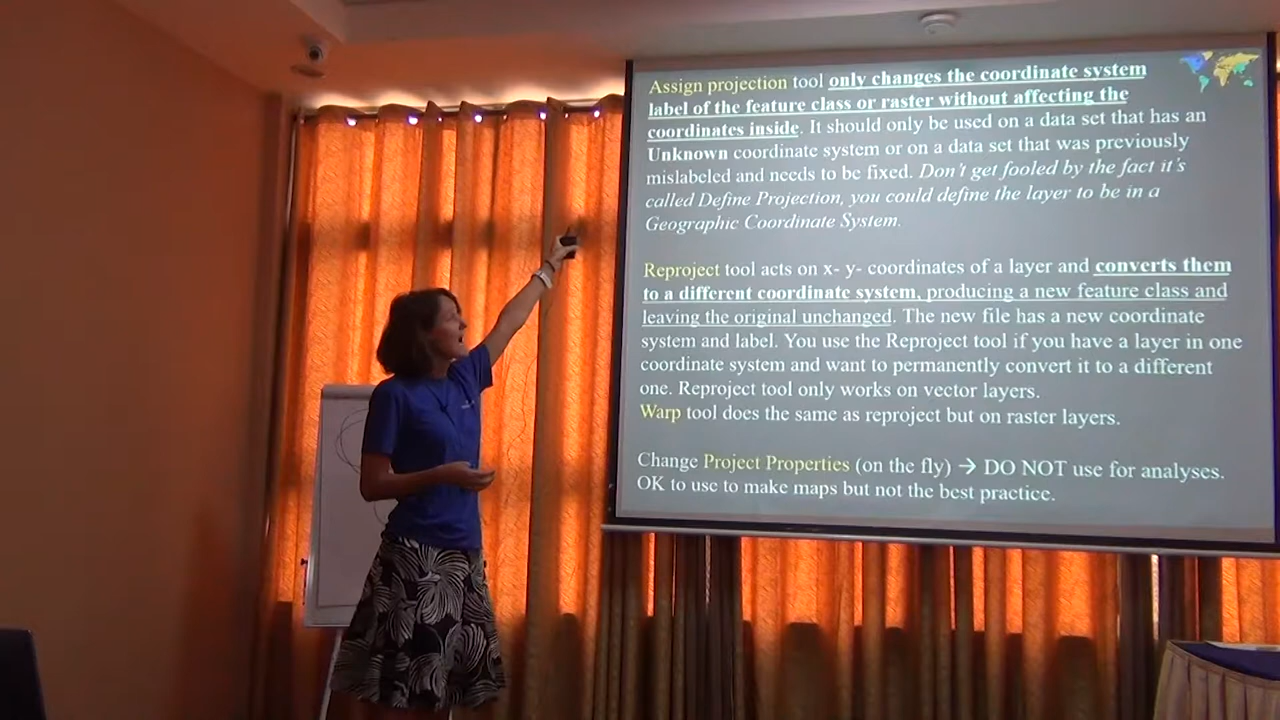 Assign projection tool only changes the coordinate system
label of the feature class or raster without affecting the
coordinates inside. It should only be used on a data set that has an
Unknown coordinate system or on a data set that was previously
mislabeled and needs to be fixed. Don't get fooled by the fact it's
called Define Projection, you could define the layer to be in a
Geographic Coordinate System.
Reproject tool acts on x- y- coordinates of a layer and converts them
to a different coordinate system, producing a new feature class and
leaving the original unchanged. The new file has a new coordinate
system and label. You use the Reproject tool if you have a layer in one
coordinate system and want to permanently convert it to a different
one. Reproject tool only works on vector layers.
Warp tool does the same as reproject but on raster layers.
Change Project Properties (on the fly) → DO NOT use for analyses.
OK to use to make maps but not the best practice.